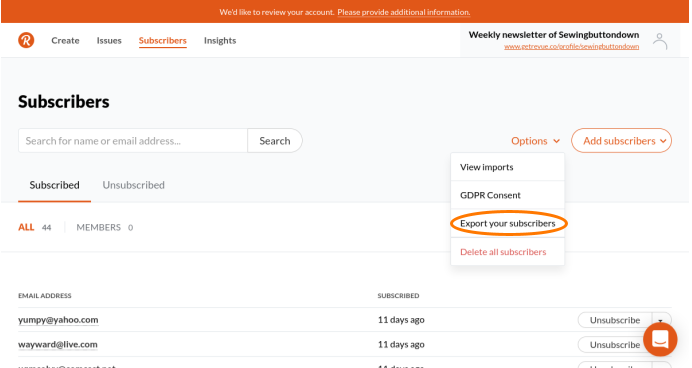 We'd like to review your account. Please provide additional information.
Create Issues Subscribers Insights
Weekly newsletter of Sewingbuttondown
www.getrevue.co/profile/sewingbuttondown
Subscribers
Search for name or email address... Search
Options Add subscribers
View imports
GDPR Consent
Export your subscribers
Delete all subscribers
Subscribed Unsubscribed
ALL 44 MEMBERS 0
EMAIL ADDRESS SUBSCRIBED
yumpy@yahoo.com 11 days ago Unsubscribe
wayward@live.com 11 days ago Unsubscribe
11 days ago